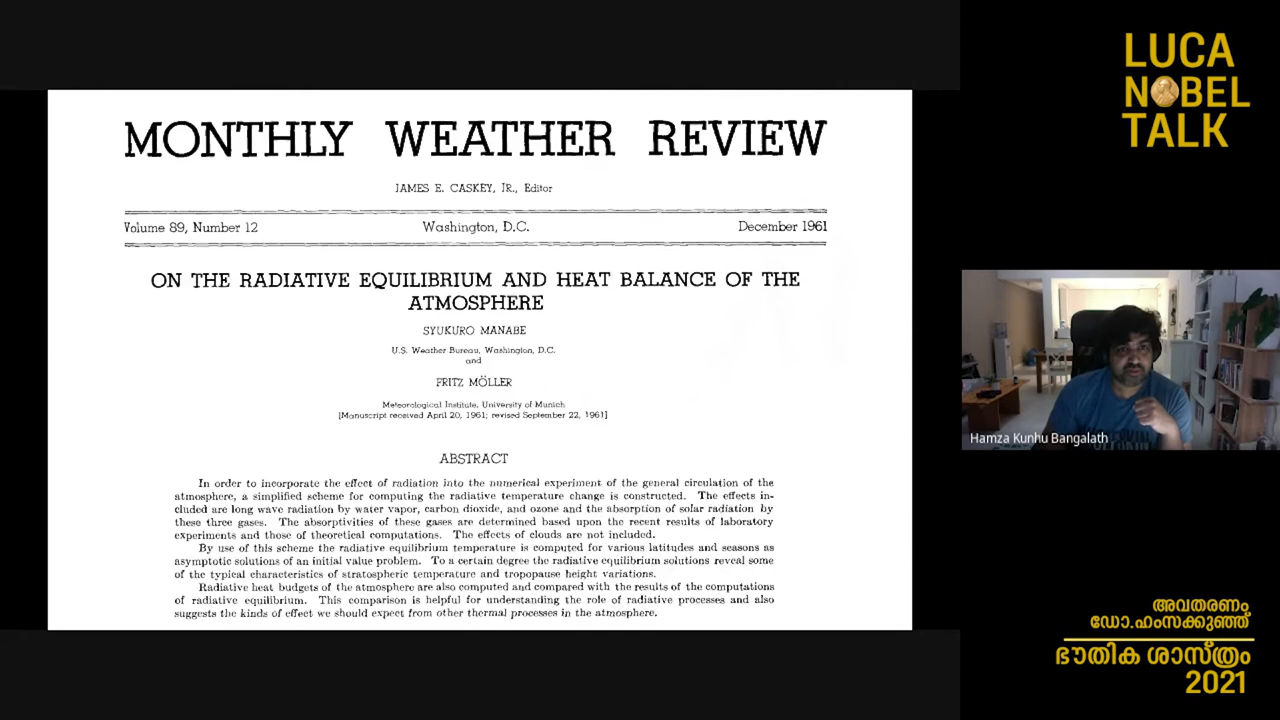 MONTHLY WEATHER REVIEW
JAMES E. CASKEY, JR., Editor
Volume 89, Number 12 Washington, D.C. December 1961
ON THE RADIATIVE EQUILIBRIUM AND HEAT BALANCE OF THE
ATMOSPHERE
SYUKURO MANABE
U.S. Weather Bureau, Washington, D.C.
and
FRITZ MÖLLER
Meteorological Institute, University of Munich
[Manuscript received April 20, 1961; revised September 22, 1961]
ABSTRACT
In order to incorporate the effect of radiation into the numerical experiment of the general circulation of the
atmosphere, a simplified scheme for computing the radiative temperature change is constructed. The effects in-
cluded are long wave radiation by water vapor, carbon dioxide, and ozone and the absorption of solar radiation by
these three gases. The absorptivities of these gases are determined based upon the recent results of laboratory
experiments and those of theoretical computations. The effects of clouds are not included.
By use of this scheme the radiative equilibrium temperature is computed for various latitudes and seasons as
asymptotic solutions of an initial value problem. To a certain degree the radiative equilibrium solutions reveal some
of the typical characteristics of stratospheric temperature and tropopause height variations.
Radiative heat budgets of the atmosphere are also computed and compared with the results of the computations
of radiative equilibrium. This comparison is helpful for understanding the role of radiative processes and also
suggests the kinds of effect we should expect from other thermal processes in the atmosphere.
LUCA
NOBEL
TALK
Hamza Kunhu Bangalath
അവതരണം
ഡോ.ഹംസക്കുഞ്ഞ്
ഭൗതിക ശാസ്ത്രം
2021